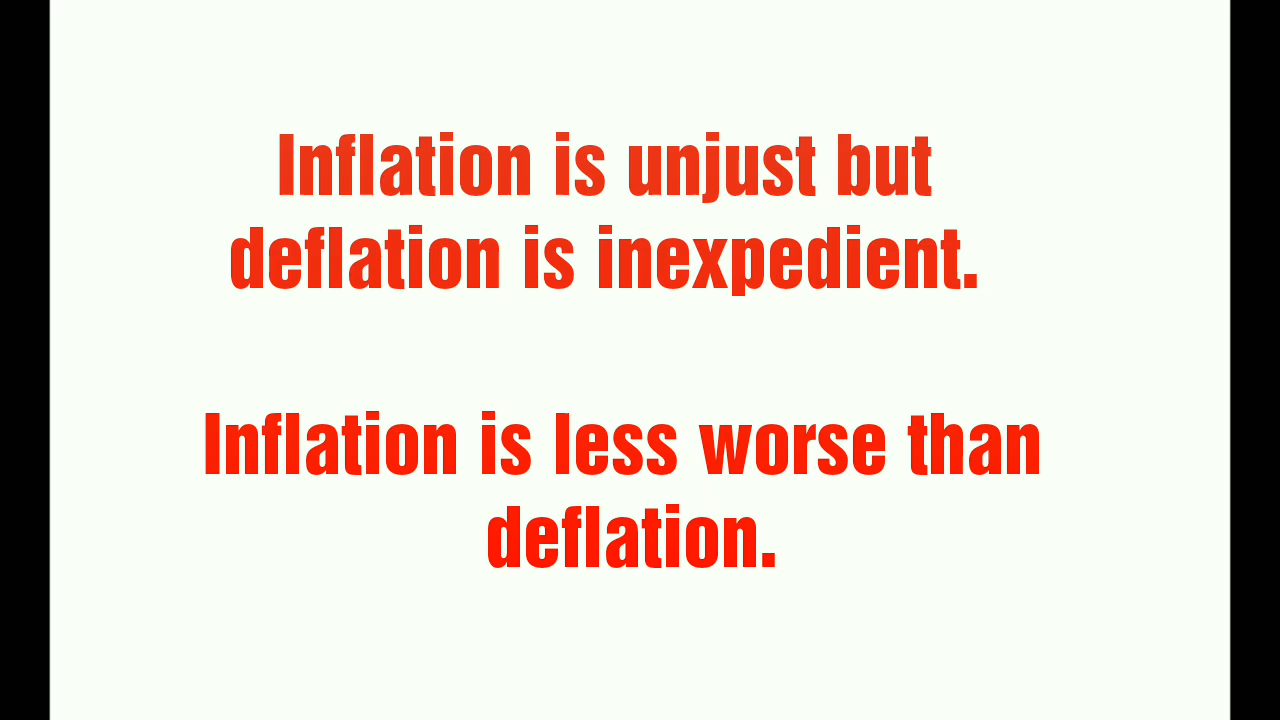 Inflation is unjust but
deflation is inexpedient.
Inflation is less worse than
deflation.